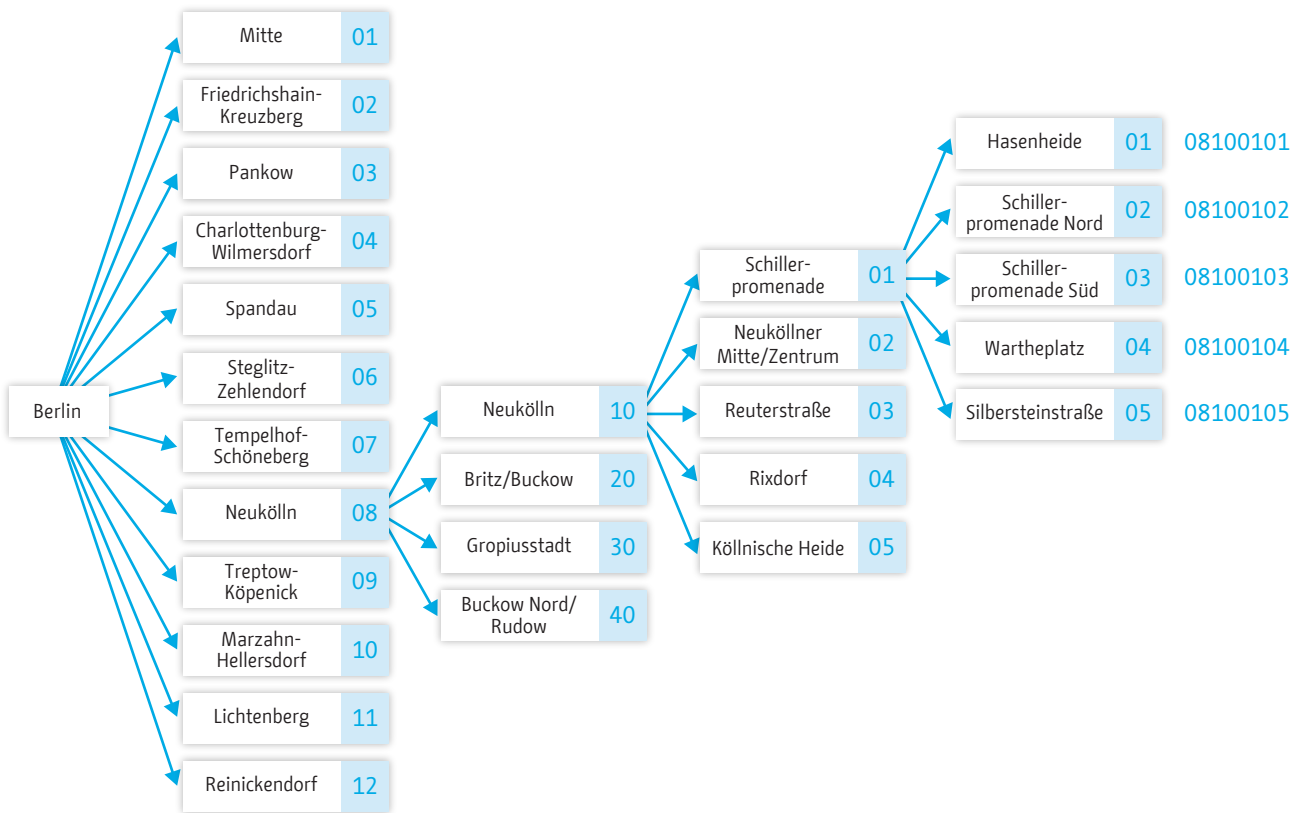 Berlin
Mitte 01
Friedrichshain-
Kreuzberg 02
Pankow 03
Charlottenburg-
Wilmersdorf 04
Spandau 05
Steglitz-
Zehlendorf 06
Tempelhof-
Schöneberg 07
Neukölln 08
Treptow-
Köpenick 09
Marzahn-
Hellersdorf 10
Lichtenberg 11
Reinickendorf 12
Neukölln 10
Britz/Buckow 20
Gropiusstadt 30
Buckow Nord/
Rudow 40
Schiller-
promenade 01
Neuköllner
Mitte/Zentrum 02
Reuterstraße 03
Rixdorf 04
Köllnische Heide 05
Hasenheide 01 08100101
Schiller-
promenade Nord 02 08100102
Schiller-
promenade Süd 03 08100103
Wartheplatz 04 08100104
Silbersteinstraße 05 08100105